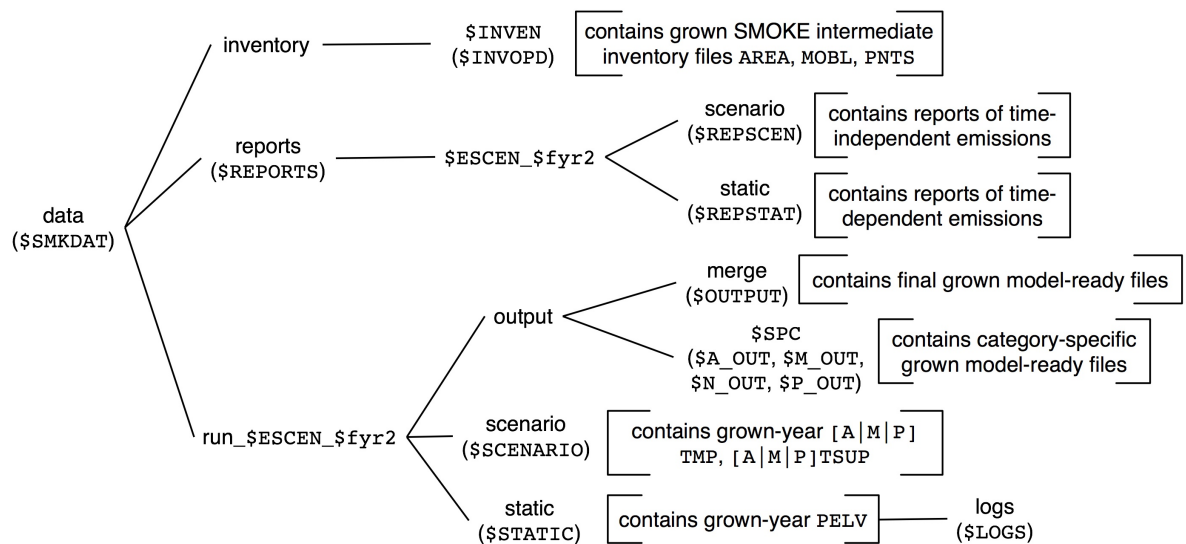 inventory
$INVEN
($INVOPD)
contains grown SMOKE intermediate
inventory files AREA, MOBL, PNTS
reports
($REPORTS)
$ESCEN_$fyr2
scenario
($REPSCEN)
contains reports of time-
independent emissions
static
($REPSTAT)
contains reports of time-
dependent emissions
data
($SMKDAT)
merge
($OUTPUT)
contains final grown model-ready files
output
$SPC
($A_OUT, $M_OUT,
$N_OUT, $P_OUT)
contains category-specific
grown model-ready files
run_$ESCEN_$fyr2
scenario
($SCENARIO)
contains grown-year [A|M|P]
TMP, [A|M|P]TSUP
static
($STATIC)
contains grown-year PELV
logs
($LOGS)